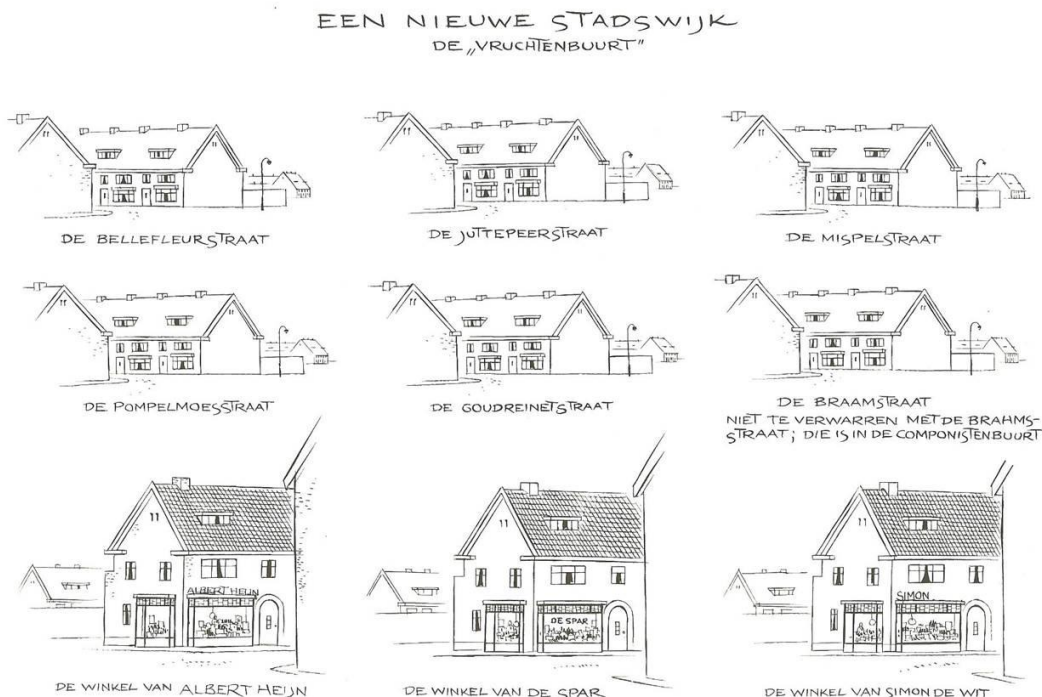 EEN NIEUWE STADSWIJK
DE „VRUCHTENBUURT"
DE BELLEFLEURSTRAAT
DE JUTTEPEERSTRAAT
DE MISPELSTRAAT
DE POMPELMOESSTRAAT
DE GOUDREINETSTRAAT
DE BRAAMSTRAAT
NIET TE VERWARREN MET DE BRAHMS-
STRAAT; DIE IS IN DE COMPONISTENBUURT
ALBERT HEIJN
DE SPAR
SIMON
DE WINKEL VAN ALBERT HEIJN
DE WINKEL VAN DE SPAR
DE WINKEL VAN SIMON DE WIT